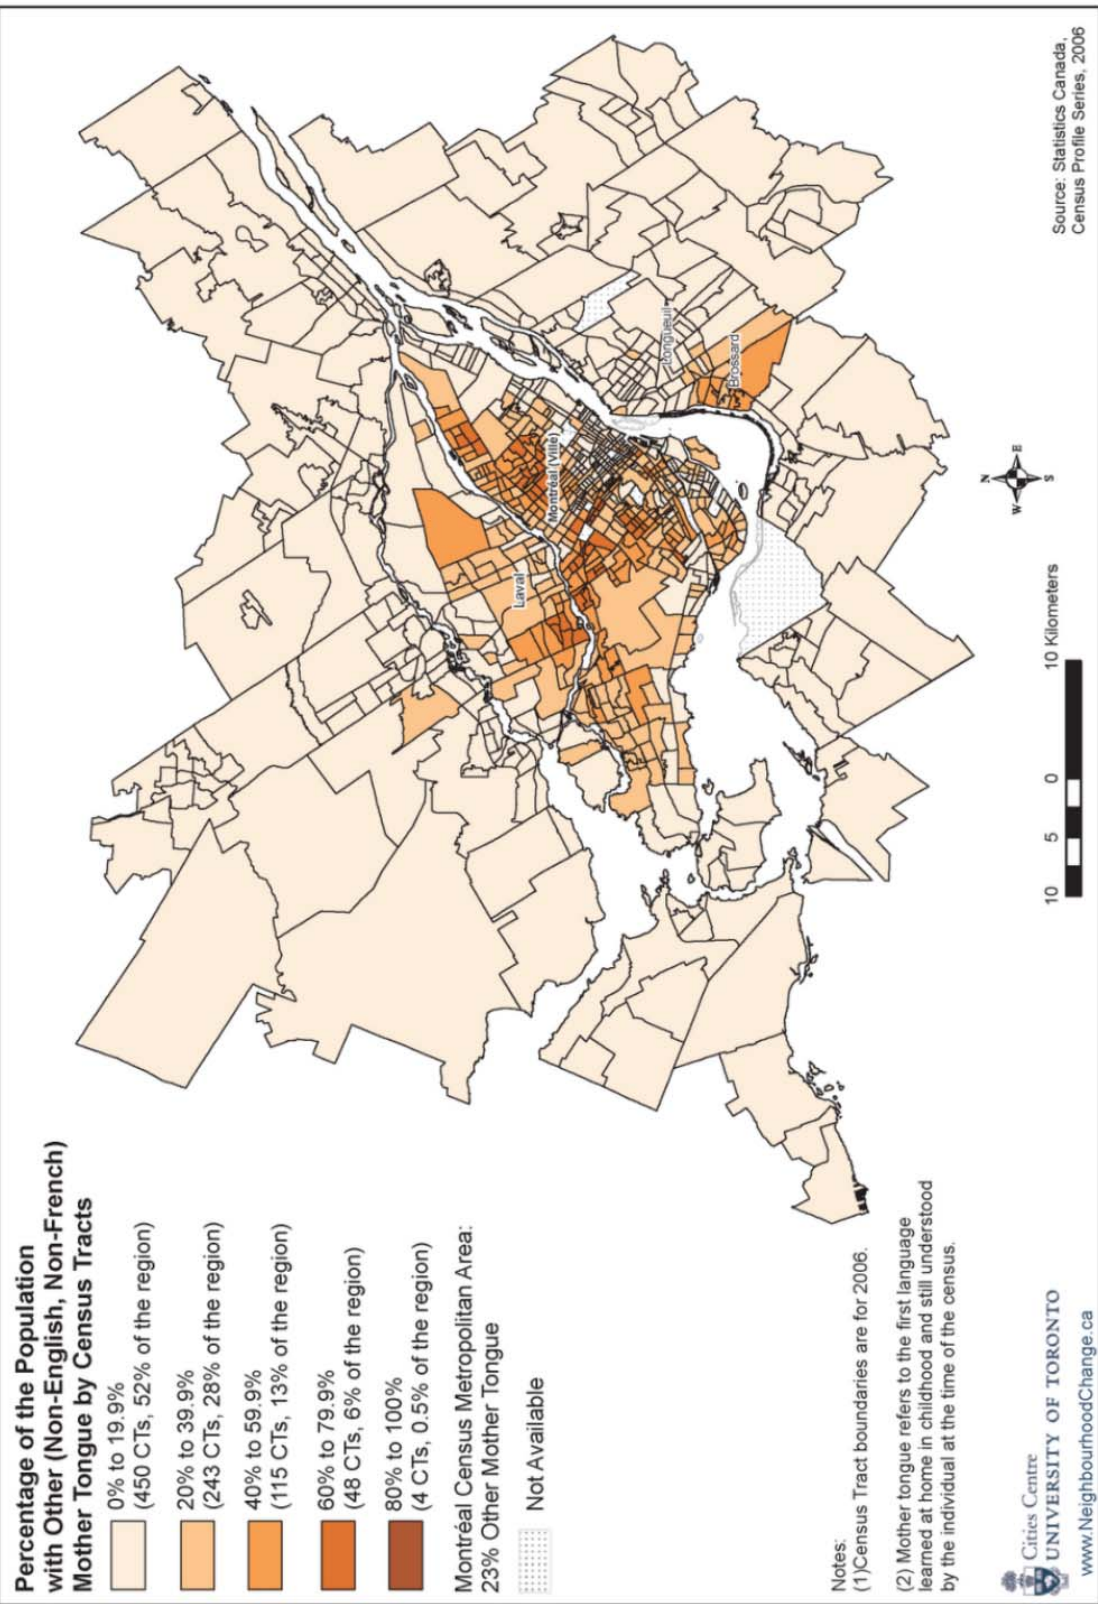 Percentage of the Population
with Other (Non-English, Non-French)
Mother Tongue by Census Tracts
0% to 19.9%
(450 CTs, 52% of the region)
20% to 39.9%
(243 CTs, 28% of the region)
40% to 59.9%
(115 CTs, 13% of the region)
60% to 79.9%
(48 CTs, 6% of the region)
80% to 100%
(4 CTs, 0.5% of the region)
Montréal Census Metropolitan Area:
23% Other Mother Tongue
Not Available
Laval
Montréal (Ville)
Longueuil
Brossard
Notes:
(1)Census Tract boundaries are for 2006.
(2) Mother tongue refers to the first language
learned at home in childhood and still understood
by the individual at the time of the census.
Cities Centre
UNIVERSITY OF TORONTO
www.NeighbourhoodChange.ca
10 5 0 10 Kilometers
N
W E
S
Source: Statistics Canada,
Census Profile Series, 2006